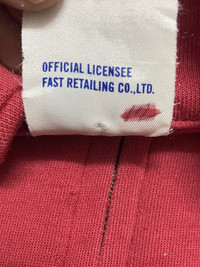 OFFICIAL LICENSEE
FAST RETAILING CO.,LTD.